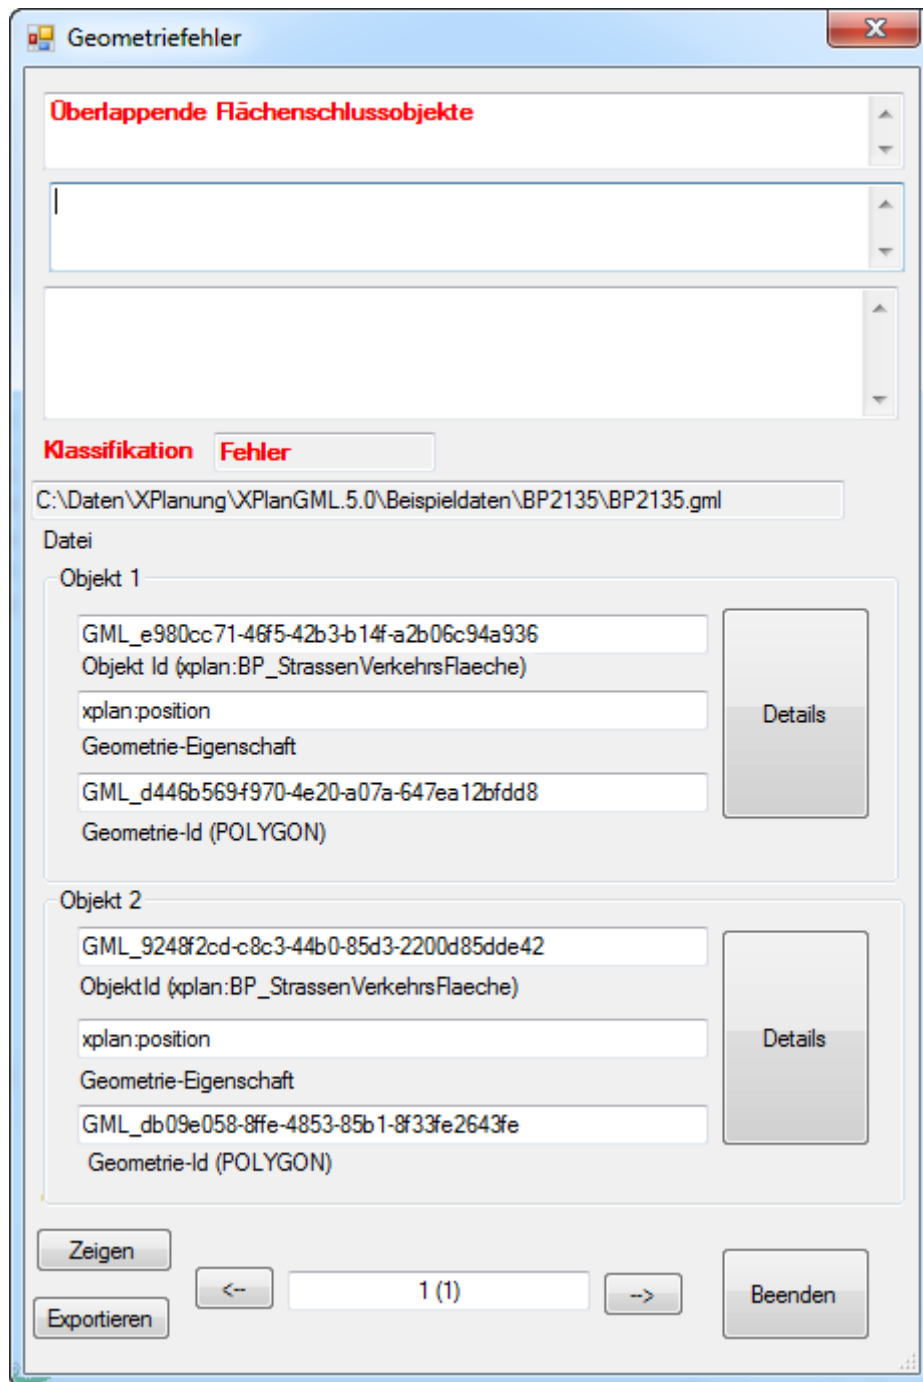 Geometriefehler
Überlappende Flächenschlussobjekte
Klassifikation Fehler
C:\Daten\XPlanung\XPlanGML.5.0\Beispieldaten\BP2135\BP2135.gml
Datei
Objekt 1
GML_e980cc71-46f5-42b3-b14f-a2b06c94a936
Objekt Id (xplan:BP_StrassenVerkehrsFlaeche)
xplan:position
Details
Geometrie-Eigenschaft
GML_d446b569-f970-4e20-a07a-647ea12bfdd8
Geometrie-Id (POLYGON)
Objekt 2
GML_9248f2cd-c8c3-44b0-85d3-2200d85dde42
ObjektId (xplan:BP_StrassenVerkehrsFlaeche)
xplan:position
Details
Geometrie-Eigenschaft
GML_db09e058-8ffe-4853-85b1-8f33fe2643fe
Geometrie-Id (POLYGON)
Zeigen
<-- 1 (1) --> Beenden
Exportieren